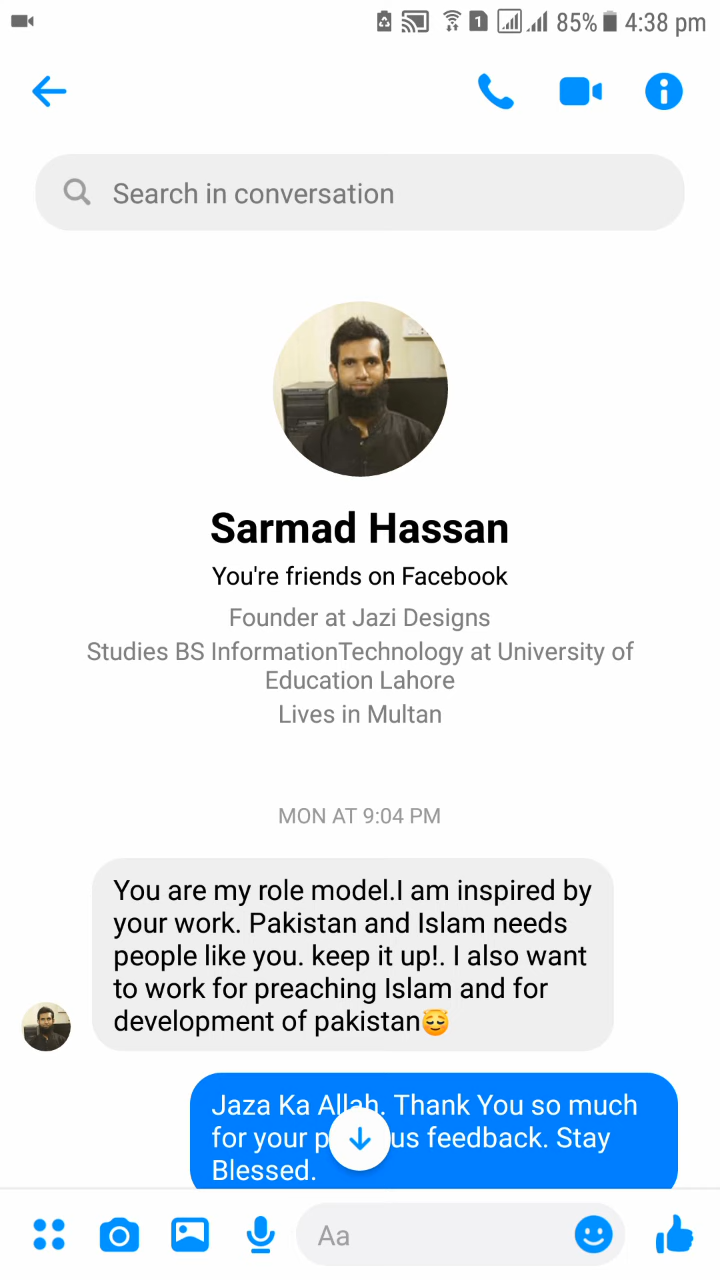 85% 4:38 pm
Search in conversation
Sarmad Hassan
You're friends on Facebook
Founder at Jazi Designs
Studies BS InformationTechnology at University of
Education Lahore
Lives in Multan
MON AT 9:04 PM
You are my role model.I am inspired by
your work. Pakistan and Islam needs
people like you. keep it up!. I also want
to work for preaching Islam and for
development of pakistan😇
Jaza Ka Allah. Thank You so much
for your us feedback. Stay
Blessed.
Aa